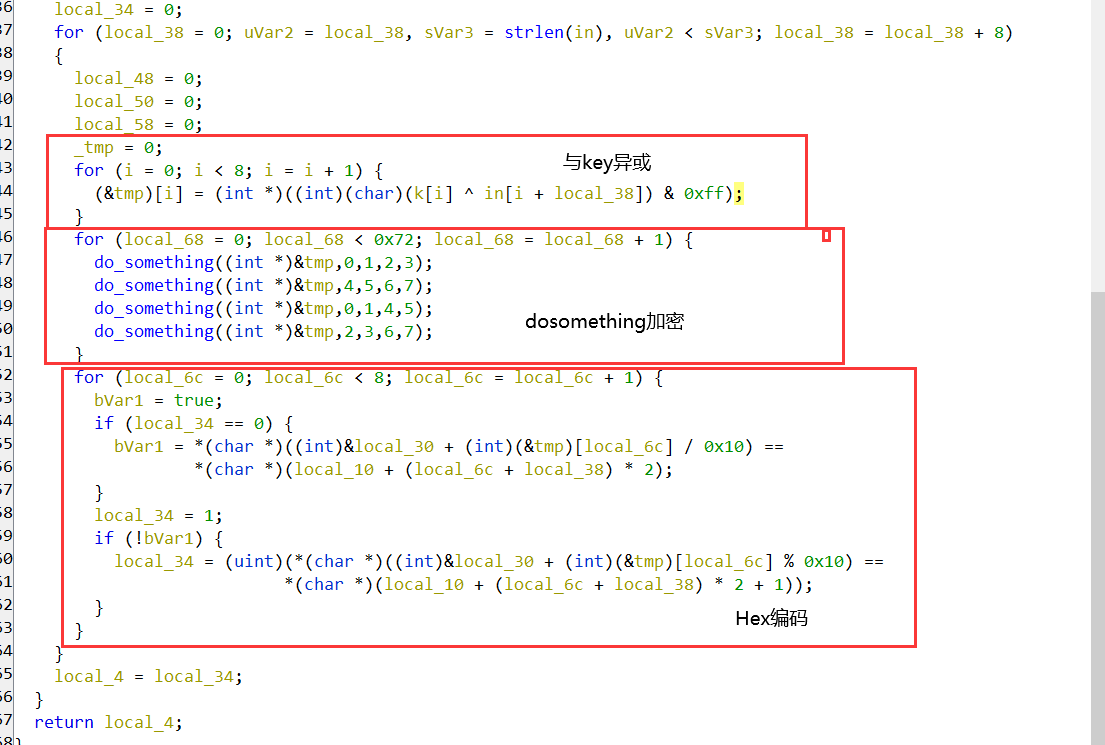 36 local_34 = 0;
37 for (local_38 = 0; uVar2 = local_38, sVar3 = strlen(in), uVar2 < sVar3; local_38 = local_38 + 8)
38 {
39 local_48 = 0;
40 local_50 = 0;
41 local_58 = 0;
42 _tmp = 0;
43 for (i = 0; i < 8; i = i + 1) {
与key异或
44 (&tmp)[i] = (int *)((int)(char)(k[i] ^ in[i + local_38]) & 0xff);
45 }
46 for (local_68 = 0; local_68 < 0x72; local_68 = local_68 + 1) {
47 do_something((int *)&tmp,0,1,2,3);
48 do_something((int *)&tmp,4,5,6,7);
49 do_something((int *)&tmp,0,1,4,5);
50 do_something((int *)&tmp,2,3,6,7);
dosomething加密
51 }
52 for (local_6c = 0; local_6c < 8; local_6c = local_6c + 1) {
53 bVar1 = true;
54 if (local_34 == 0) {
55 bVar1 = *(char *)((int)&local_30 + (int)(&tmp)[local_6c] / 0x10) ==
56 *(char *)(local_10 + (local_6c + local_38) * 2);
57 }
58 local_34 = 1;
59 if (!bVar1) {
60 local_34 = (uint)(*(char *)((int)&local_30 + (int)(&tmp)[local_6c] % 0x10) ==
61 *(char *)(local_10 + (local_6c + local_38) * 2 + 1));
62 }
Hex编码
63 }
64 }
65 local_4 = local_34;
66 }
67 return local_4;
68 }